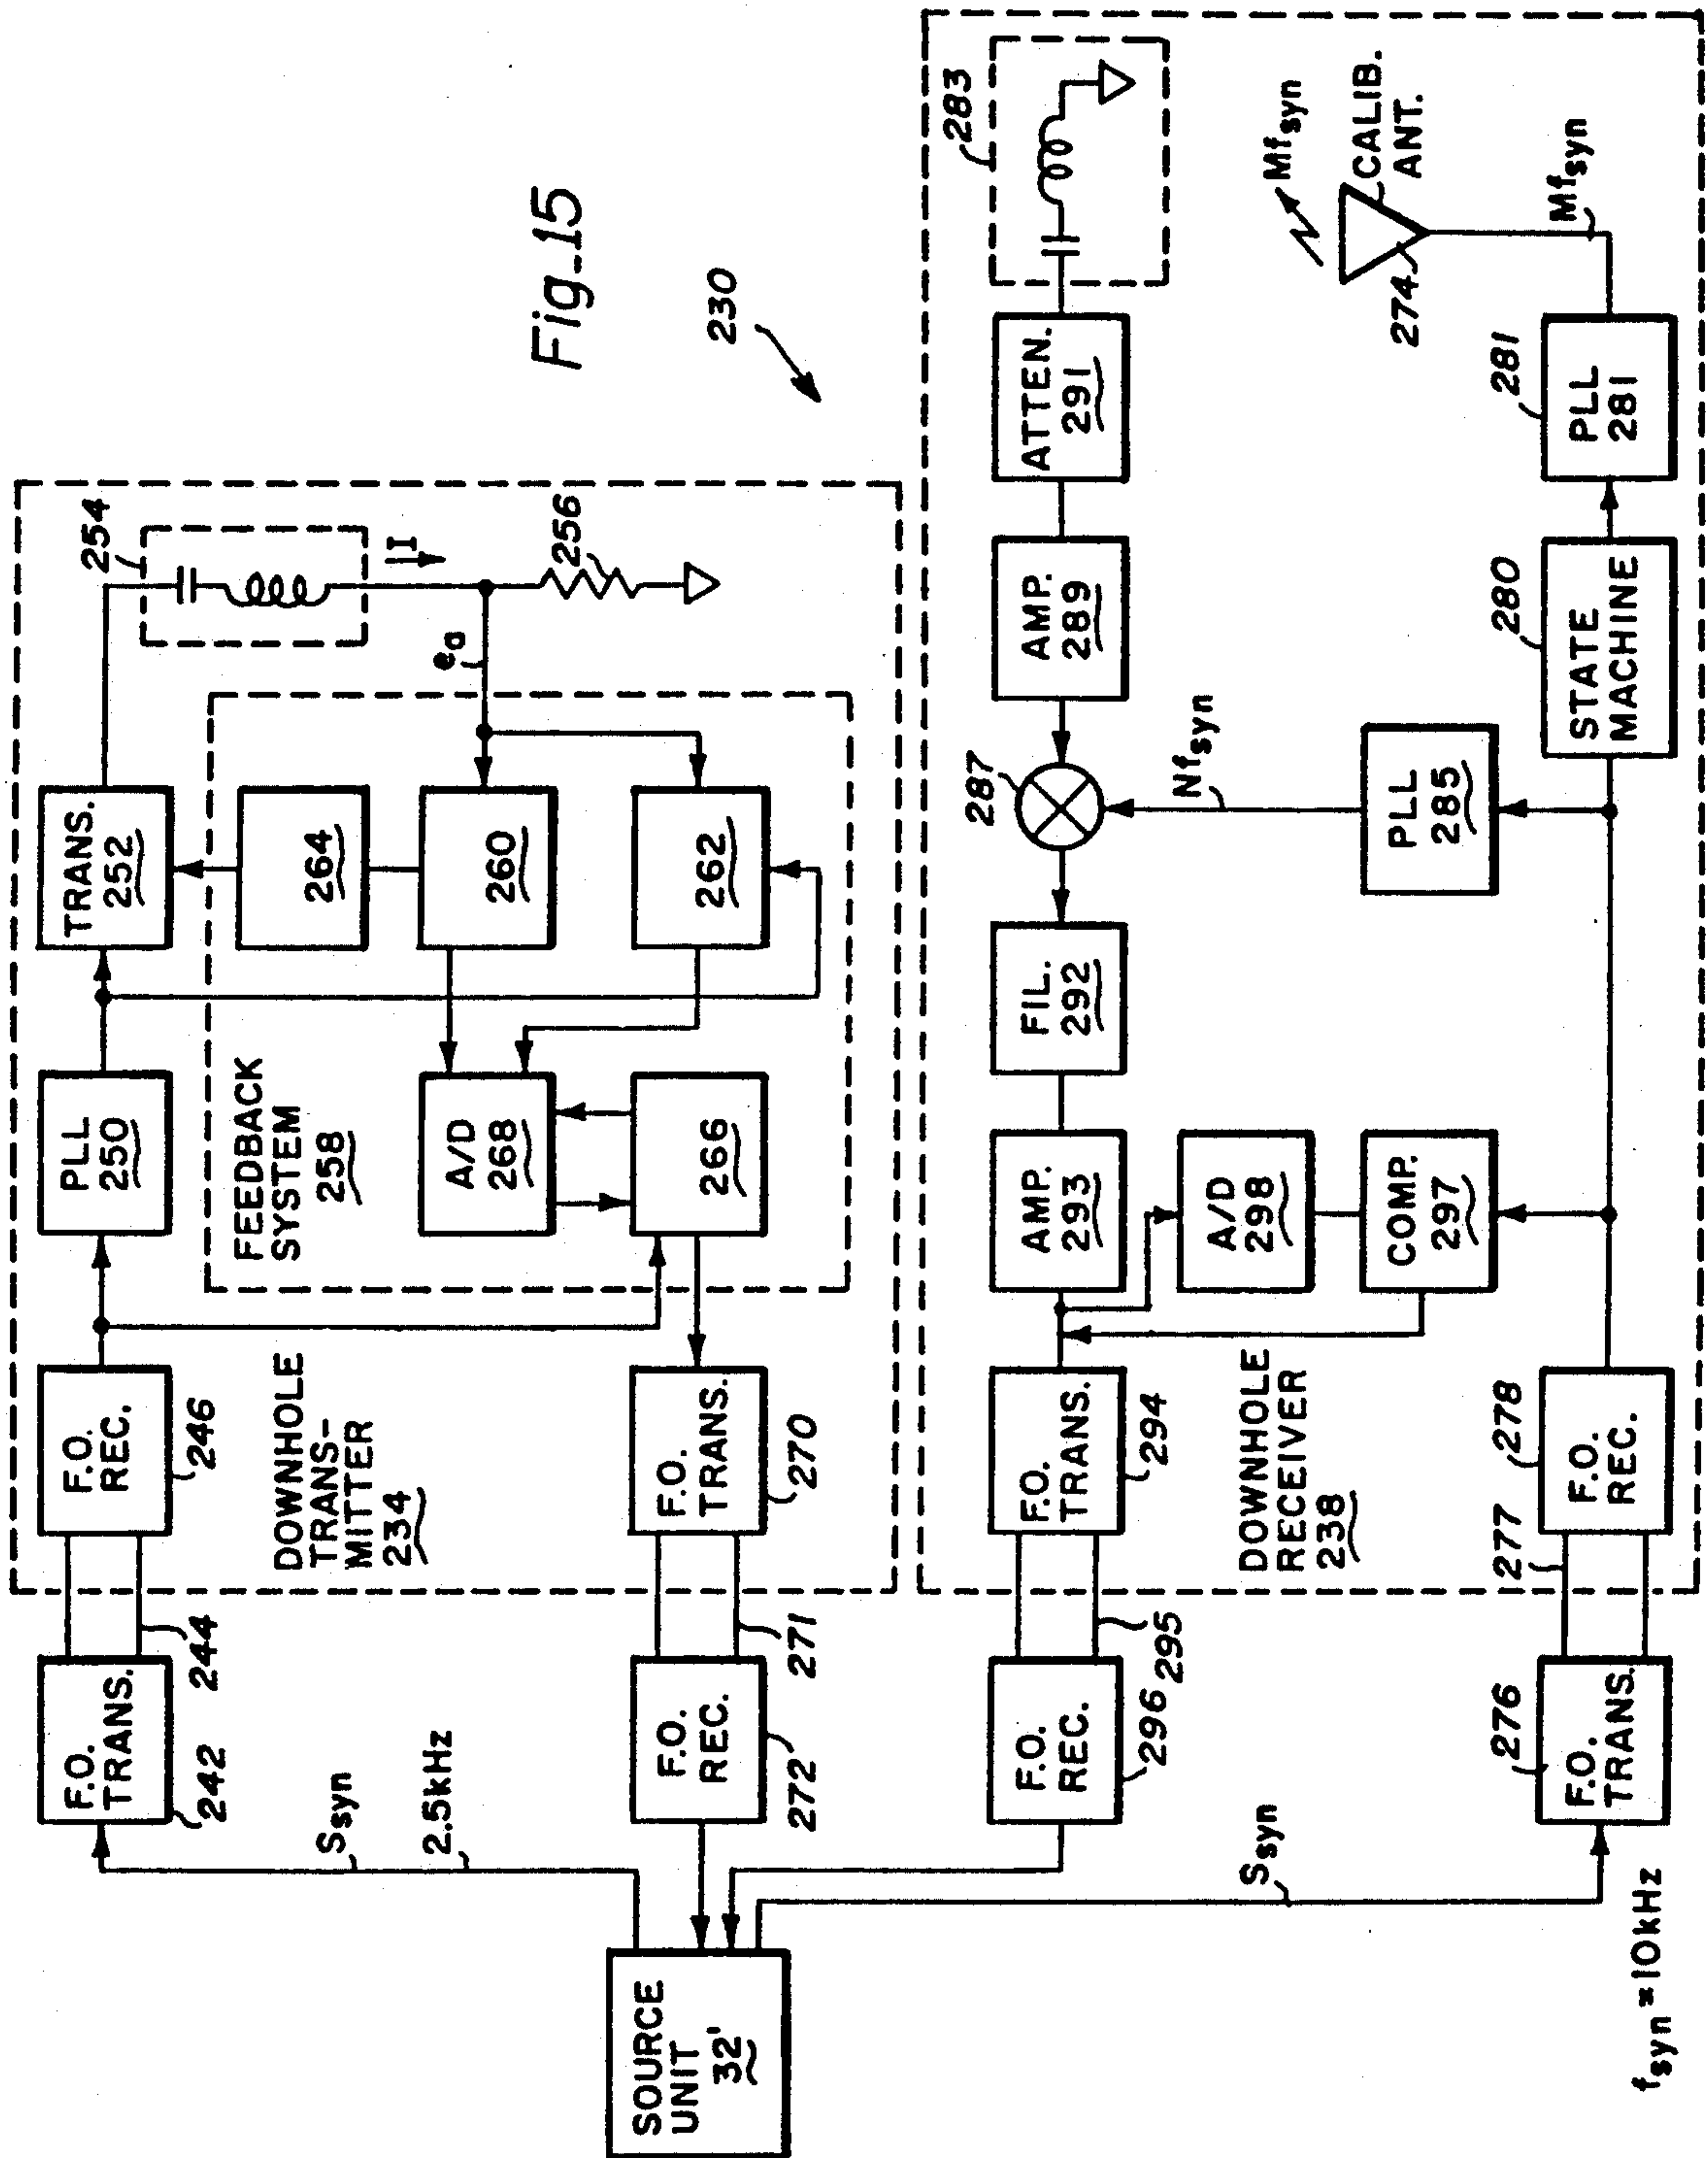 Fig_15
230
SOURCE
UNIT
32'
Ssyn
2.5kHz
F.O.
TRANS.
242
244
F.O.
REC.
246
PLL
250
TRANS.
252
254
I
256
ea
DOWNHOLE
TRANS-
MITTER
234
FEEDBACK
SYSTEM
258
264
260
262
A/D
268
266
F.O.
TRANS.
270
271
F.O.
REC.
272
F.O.
REC.
296
295
F.O.
TRANS.
294
AMP.
293
FIL.
292
287
AMP.
289
ATTEN.
291
283
A/D
298
COMP.
297
PLL
285
Nfsyn
DOWNHOLE
RECEIVER
238
Ssyn
fsyn = 10kHz
F.O.
TRANS.
276
277
F.O.
REC.
278
STATE
MACHINE
280
PLL
281
281
Mfsyn
274
CALIB.
ANT.
Mfsyn